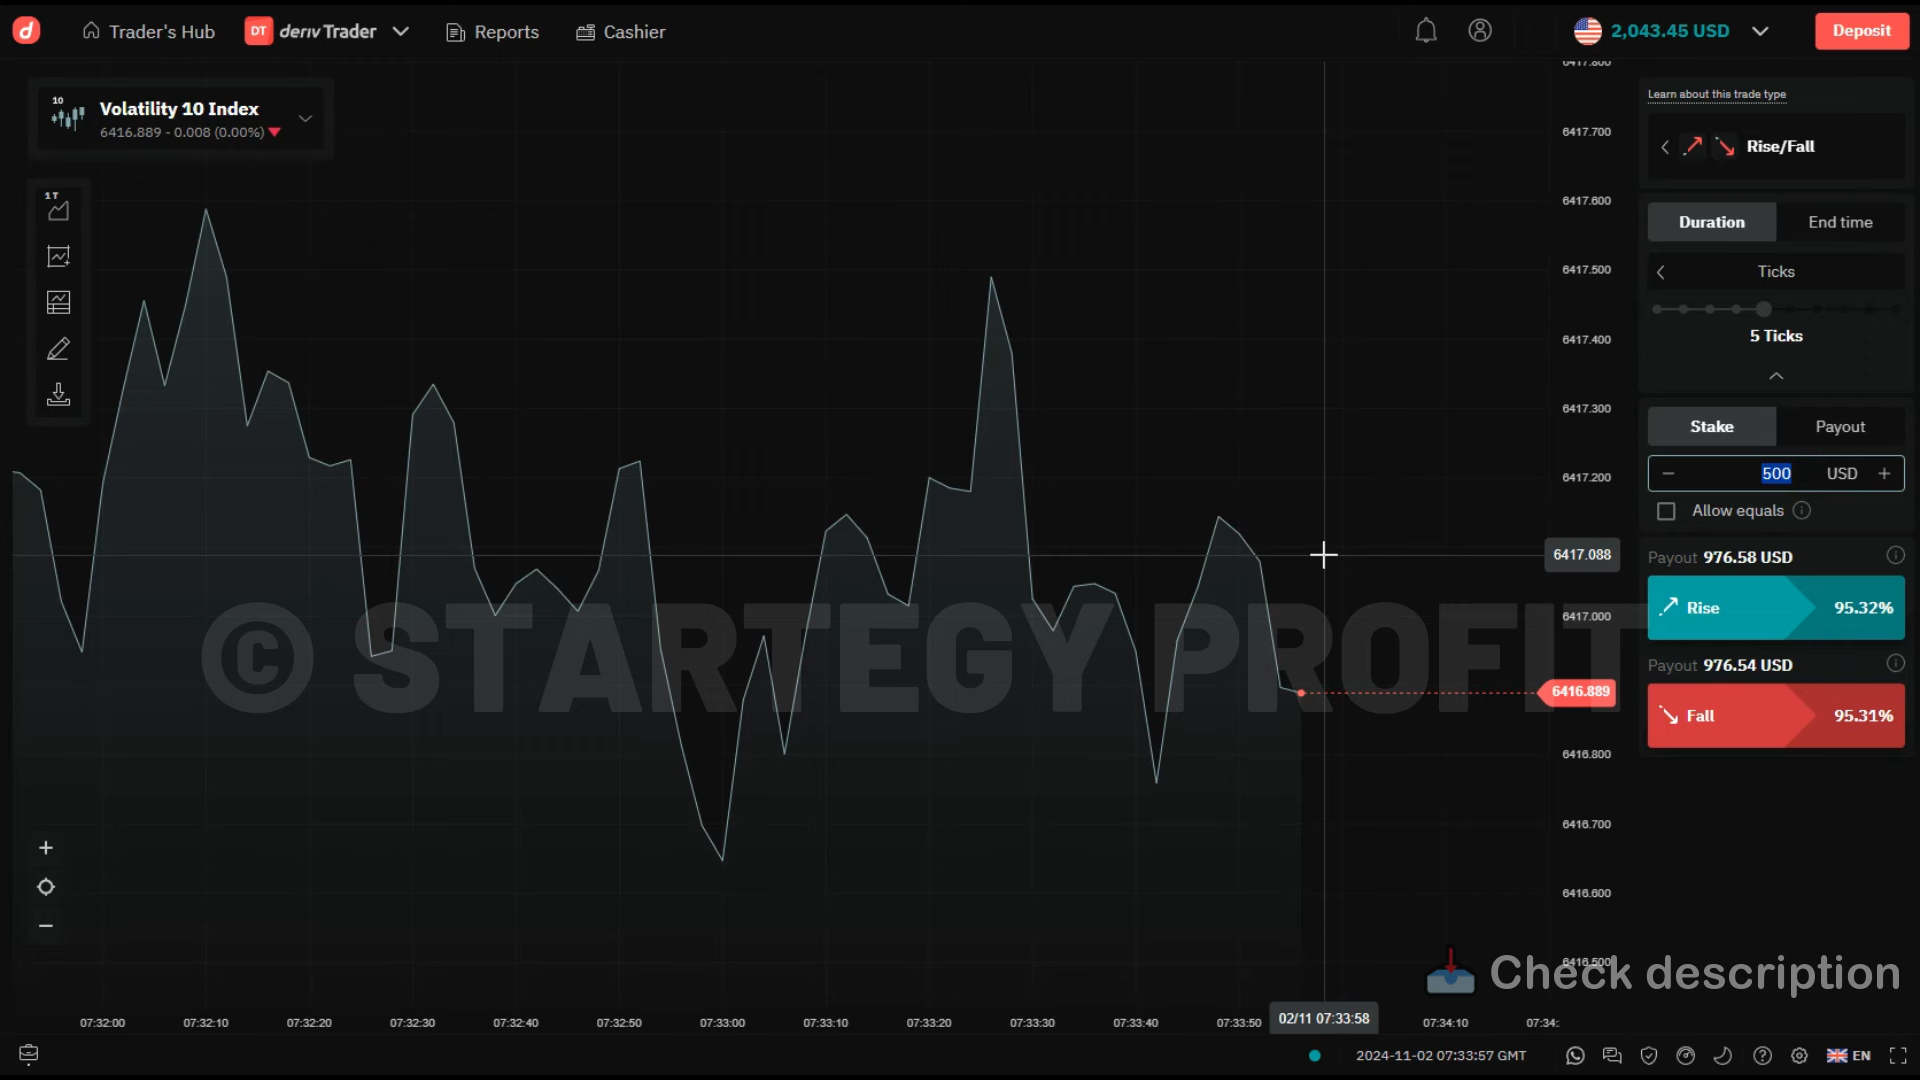 Trader's Hub
DT deriv Trader
Reports
Cashier
2,043.45 USD
Deposit
10
Volatility 10 Index
6416.889 - 0.008 (0.00%)
1T
6417.800
6417.700
6417.600
6417.500
6417.400
6417.300
6417.200
6417.088
6417.000
6416.889
6416.800
6416.700
6416.600
6416.500
Learn about this trade type
Rise/Fall
Duration
End time
Ticks
5 Ticks
Stake
Payout
500 USD
Allow equals
Payout 976.58 USD
Rise 95.32%
Payout 976.54 USD
Fall 95.31%
© STARTEGY PROFIT
Check description
07:32:00
07:32:10
07:32:20
07:32:30
07:32:40
07:32:50
07:33:00
07:33:10
07:33:20
07:33:30
07:33:40
07:33:50
02/11 07:33:58
07:34:10
07:34:
2024-11-02 07:33:57 GMT
EN